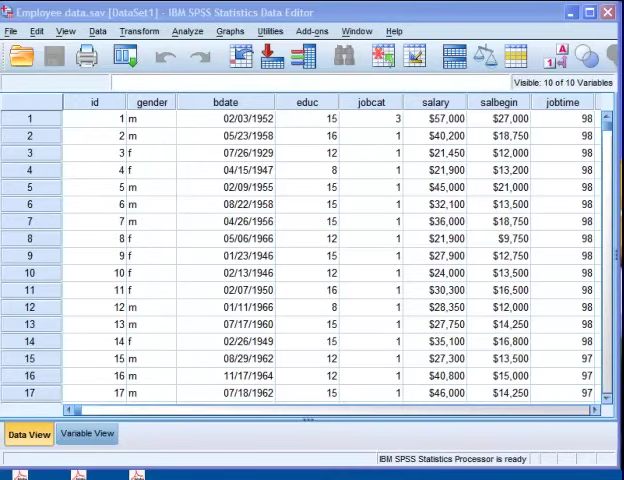 Employee data.sav [DataSet1] - IBM SPSS Statistics Data Editor
File Edit View Data Transform Analyze Graphs Utilities Add-ons Window Help
Visible: 10 of 10 Variables
id gender bdate educ jobcat salary salbegin jobtime
1 1 m 02/03/1952 15 3 $57,000 $27,000 98
2 2 m 05/23/1958 16 1 $40,200 $18,750 98
3 3 f 07/26/1929 12 1 $21,450 $12,000 98
4 4 f 04/15/1947 8 1 $21,900 $13,200 98
5 5 m 02/09/1955 15 1 $45,000 $21,000 98
6 6 m 08/22/1958 15 1 $32,100 $13,500 98
7 7 m 04/26/1956 15 1 $36,000 $18,750 98
8 8 f 05/06/1966 12 1 $21,900 $9,750 98
9 9 f 01/23/1946 15 1 $27,900 $12,750 98
10 10 f 02/13/1946 12 1 $24,000 $13,500 98
11 11 f 02/07/1950 16 1 $30,300 $16,500 98
12 12 m 01/11/1966 8 1 $28,350 $12,000 98
13 13 m 07/17/1960 15 1 $27,750 $14,250 98
14 14 f 02/26/1949 15 1 $35,100 $16,800 98
15 15 m 08/29/1962 12 1 $27,300 $13,500 97
16 16 m 11/17/1964 12 1 $40,800 $15,000 97
17 17 m 07/18/1962 15 1 $46,000 $14,250 97
Data View Variable View
IBM SPSS Statistics Processor is ready